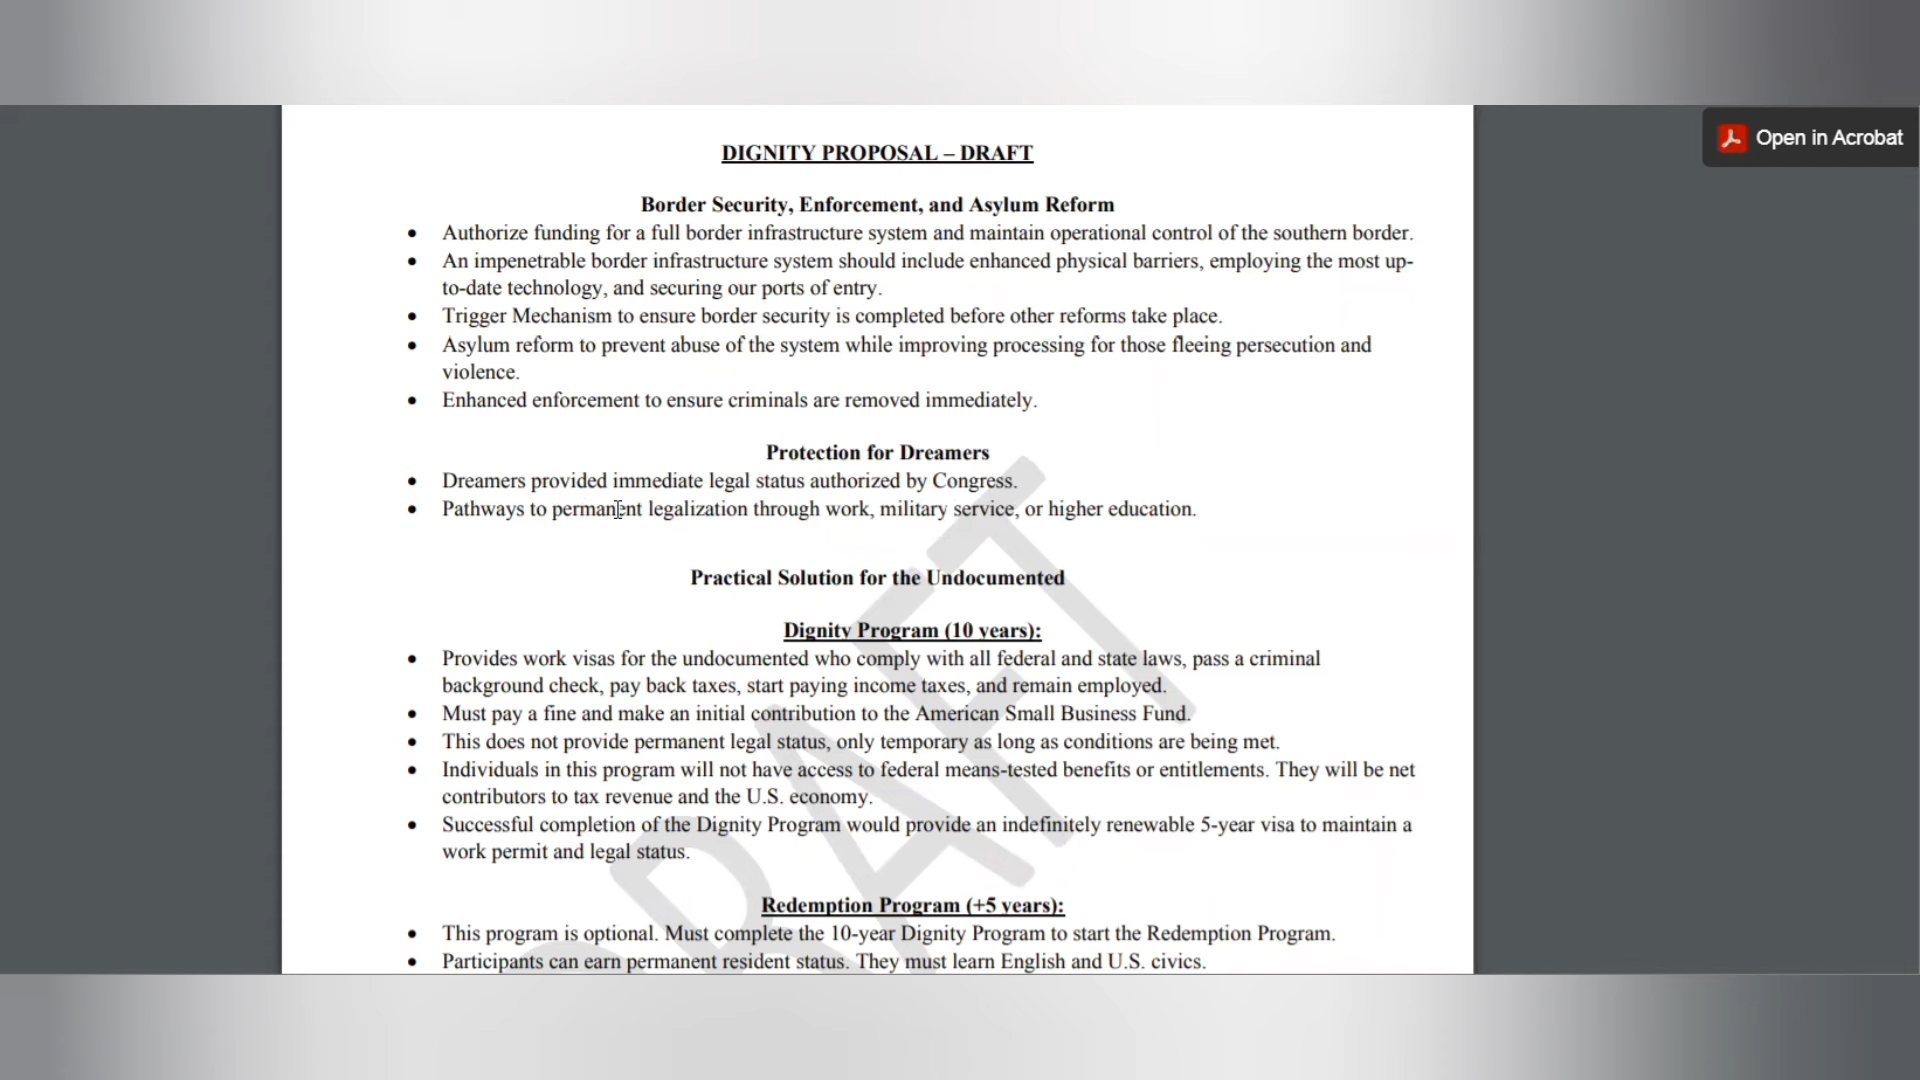 DIGNITY PROPOSAL – DRAFT
Open in Acrobat
Border Security, Enforcement, and Asylum Reform
• Authorize funding for a full border infrastructure system and maintain operational control of the southern border.
• An impenetrable border infrastructure system should include enhanced physical barriers, employing the most up-
to-date technology, and securing our ports of entry.
• Trigger Mechanism to ensure border security is completed before other reforms take place.
• Asylum reform to prevent abuse of the system while improving processing for those fleeing persecution and
violence.
• Enhanced enforcement to ensure criminals are removed immediately.
Protection for Dreamers
• Dreamers provided immediate legal status authorized by Congress.
• Pathways to permanent legalization through work, military service, or higher education.
Practical Solution for the Undocumented
Dignity Program (10 years):
• Provides work visas for the undocumented who comply with all federal and state laws, pass a criminal
background check, pay back taxes, start paying income taxes, and remain employed.
• Must pay a fine and make an initial contribution to the American Small Business Fund.
• This does not provide permanent legal status, only temporary as long as conditions are being met.
• Individuals in this program will not have access to federal means-tested benefits or entitlements. They will be net
contributors to tax revenue and the U.S. economy.
• Successful completion of the Dignity Program would provide an indefinitely renewable 5-year visa to maintain a
work permit and legal status.
Redemption Program (+5 years):
• This program is optional. Must complete the 10-year Dignity Program to start the Redemption Program.
• Participants can earn permanent resident status. They must learn English and U.S. civics.
DRAFT